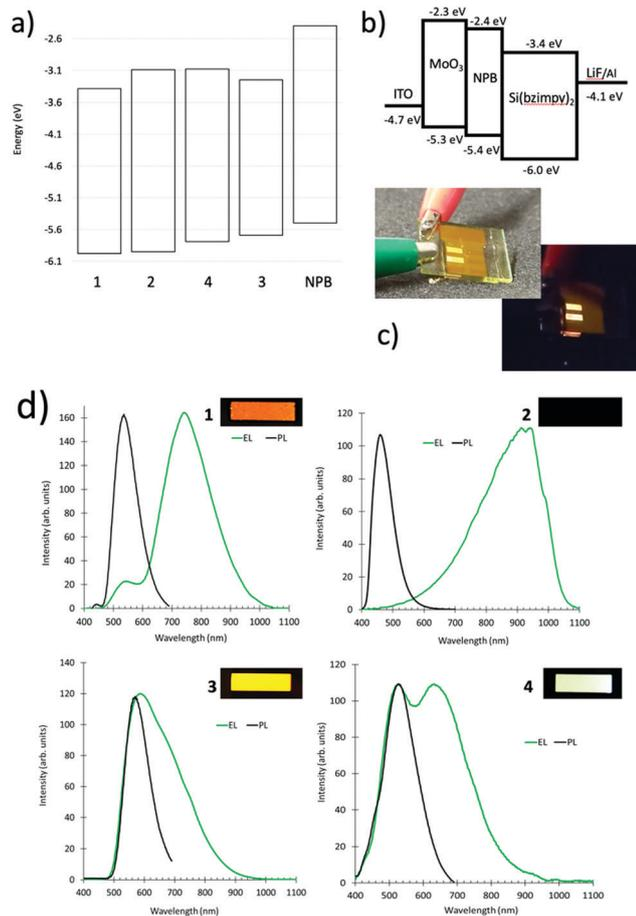 a)
-2.6
-3.1
-3.6
-4.1
-4.6
-5.1
-5.6
-6.1
Energy (eV)
1 2 4 3 NPB
b)
-2.3 eV
-2.4 eV
-3.4 eV
MoO₃
NPB
Si(bzimpv)₂
ITO
LiF/Al
-4.7 eV
-4.1 eV
-5.3 eV
-5.4 eV
-6.0 eV
c)
d)
1
EL PL
160
140
120
100
80
60
40
20
0
Intensity (arb. units)
400 500 600 700 800 900 1000 1100
Wavelength (nm)
2
EL PL
120
100
80
60
40
20
0
Intensity (arb. units)
400 500 600 700 800 900 1000 1100
Wavelength (nm)
3
EL PL
140
120
100
80
60
40
20
0
Intensity (arb. units)
400 500 600 700 800 900 1000 1100
Wavelength (nm)
4
EL PL
120
100
80
60
40
20
0
Intensity (arb. units)
400 500 600 700 800 900 1000 1100
Wavelength (nm)